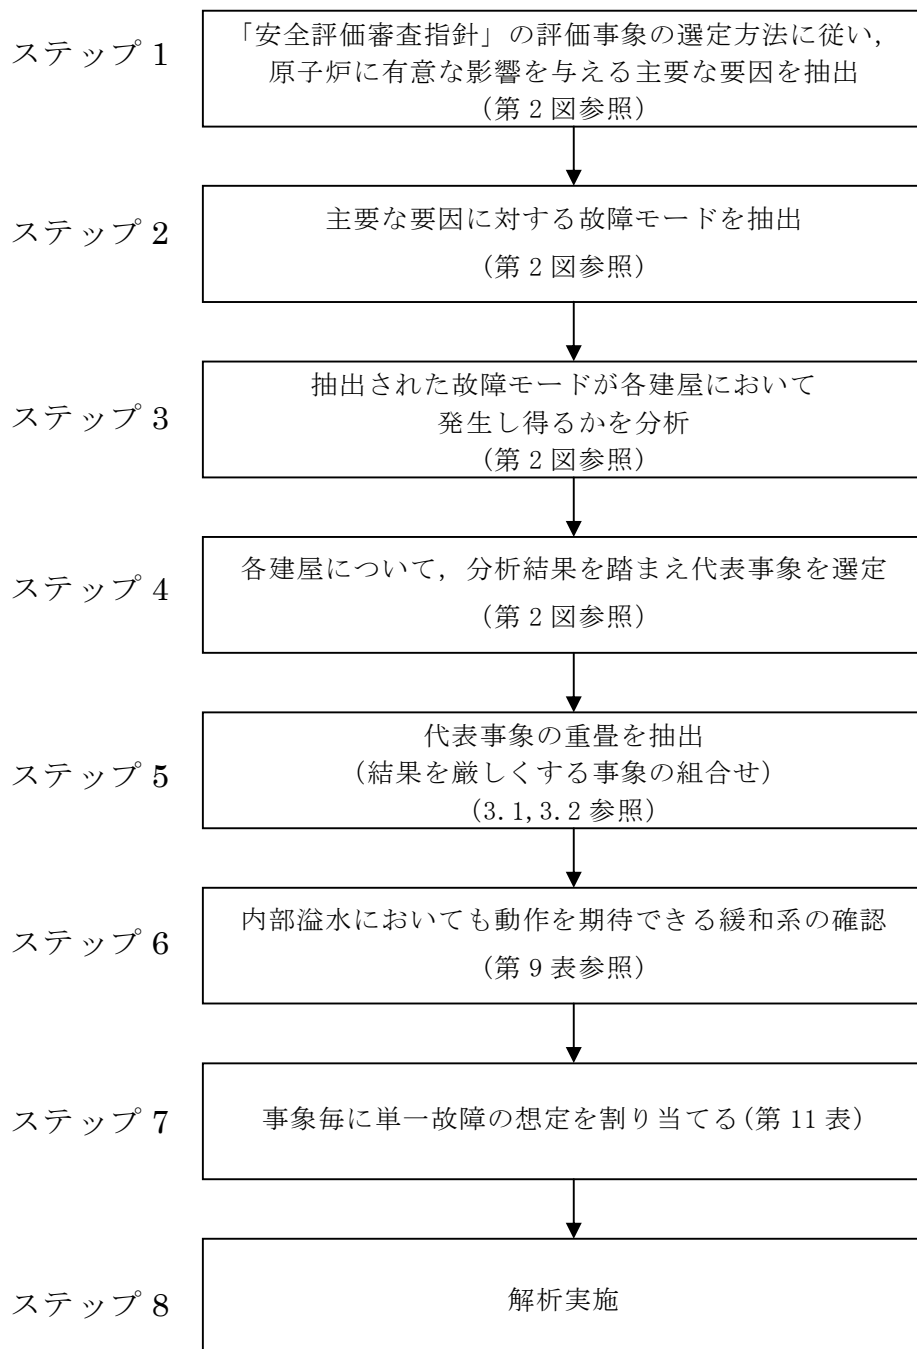 ステップ 1
「安全評価審査指針」の評価事象の選定方法に従い,
原子炉に有意な影響を与える主要な要因を抽出
(第 2 図参照)
ステップ 2
主要な要因に対する故障モードを抽出
(第 2 図参照)
ステップ 3
抽出された故障モードが各建屋において
発生し得るかを分析
(第 2 図参照)
ステップ 4
各建屋について, 分析結果を踏まえ代表事象を選定
(第 2 図参照)
ステップ 5
代表事象の重畳を抽出
(結果を厳しくする事象の組合せ)
(3.1,3.2 参照)
ステップ 6
内部溢水においても動作を期待できる緩和系の確認
(第 9 表参照)
ステップ 7
事象毎に単一故障の想定を割り当てる(第 11 表)
ステップ 8
解析実施